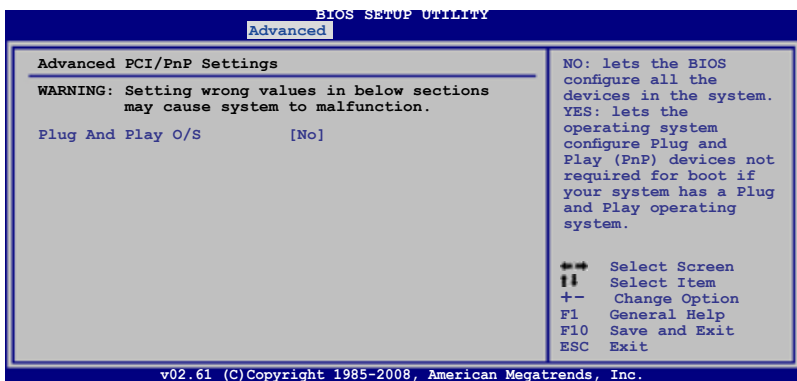 BIOS SETUP UTILITY
Advanced
Advanced PCI/PnP Settings
WARNING: Setting wrong values in below sections
may cause system to malfunction.
Plug And Play O/S [No]
NO: lets the BIOS
configure all the
devices in the system.
YES: lets the
operating system
configure Plug and
Play (PnP) devices not
required for boot if
your system has a Plug
and Play operating
system.
Select Screen
Select Item
+- Change Option
F1 General Help
F10 Save and Exit
ESC Exit
v02.61 (C)Copyright 1985-2008, American Megatrends, Inc.